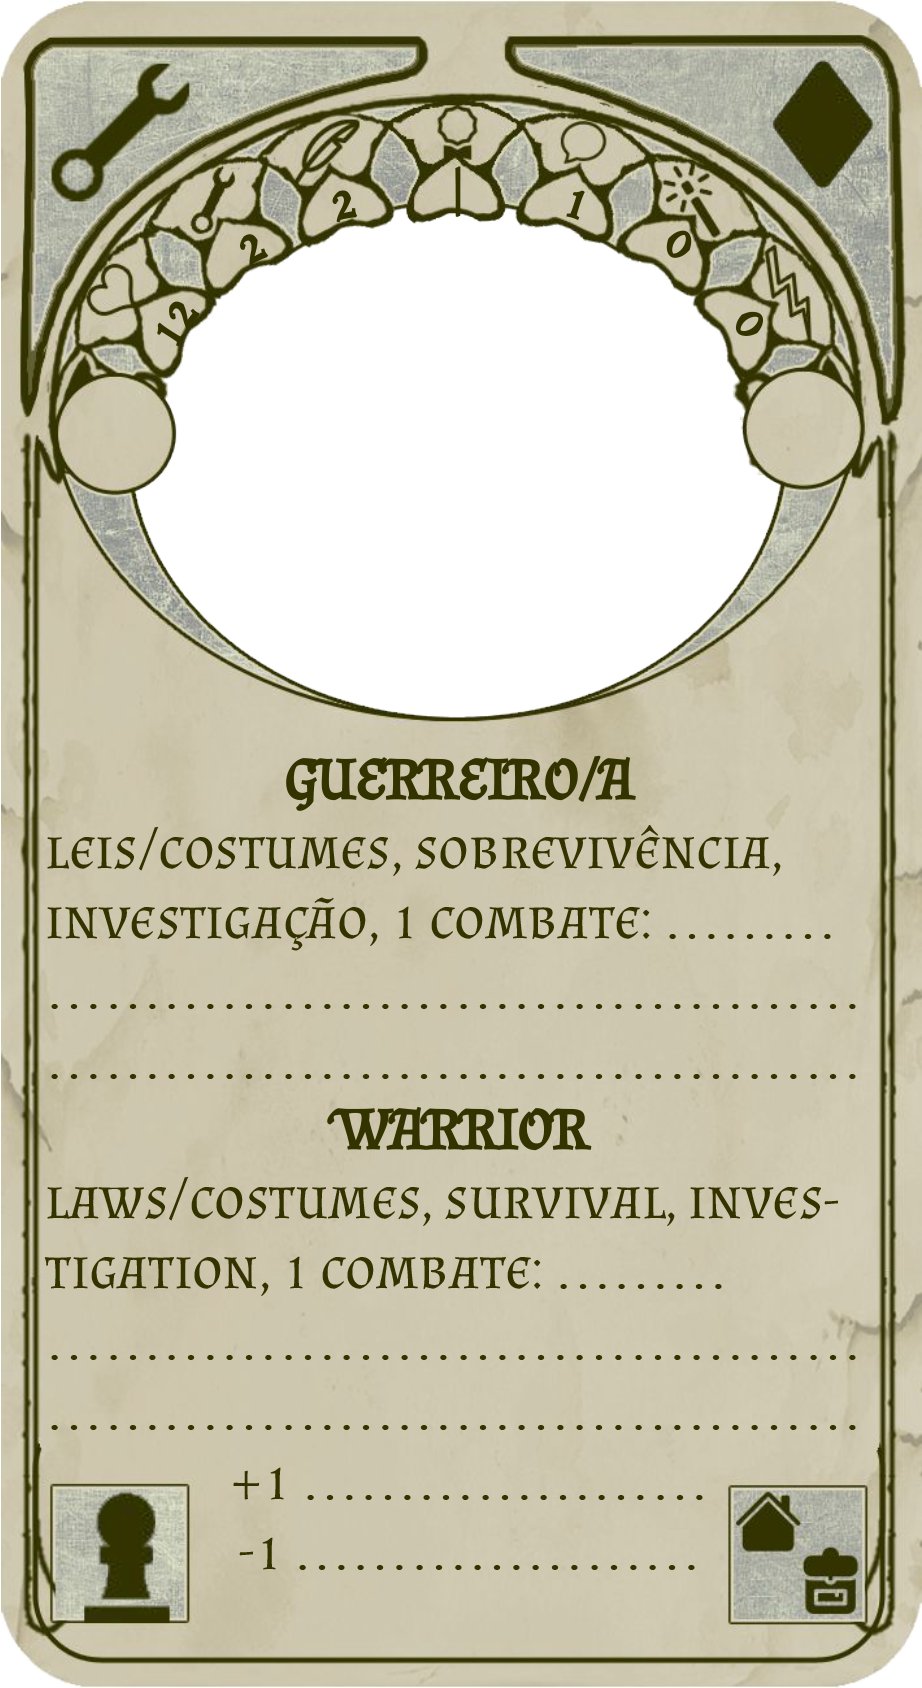 12 2 2 1 0 0
GUERREIRO/A
LEIS/COSTUMES, SOBREVIVÊNCIA,
INVESTIGAÇÃO, 1 COMBATE: .........
...................................................
...................................................
WARRIOR
LAWS/COSTUMES, SURVIVAL, INVES-
TIGATION, 1 COMBATE: .........
...................................................
...................................................
+1 .........................
-1 .........................